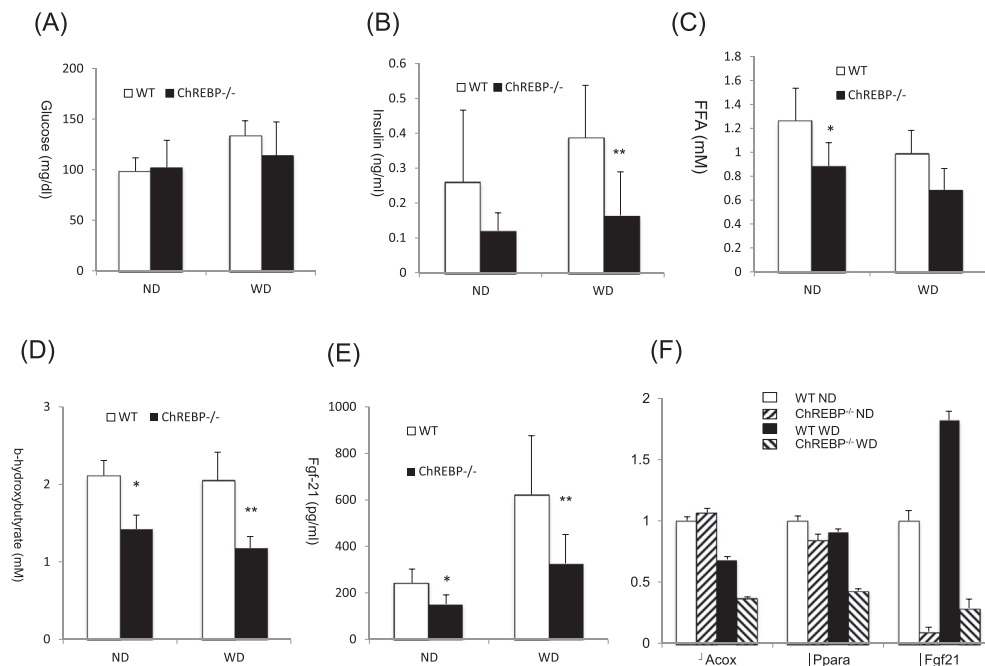 (A)
Glucose (mg/dl)
200
150
100
50
0
WT ChREBP-/-
ND WD
(B)
Insulin (ng/ml)
0.6
0.5
0.4
0.3
0.2
0.1
0
WT ChREBP-/-
**
ND WD
(C)
FFA (mM)
1.8
1.6
1.4
1.2
1
0.8
0.6
0.4
0.2
0
WT
ChREBP-/-
*
ND WD
(D)
b-hydroxybutyrate (mM)
3
2
1
0
WT ChREBP-/-
*
**
ND WD
(E)
Fgf-21 (pg/ml)
1000
800
600
400
200
0
WT
ChREBP-/-
*
**
ND WD
(F)
2
1.5
1
0.5
0
WT ND
ChREBP-/- ND
WT WD
ChREBP-/- WD
Acox Ppara Fgf21